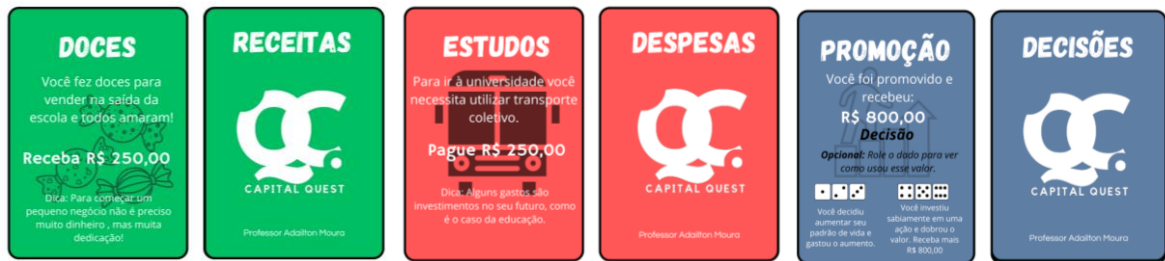 DOCES
Você fez doces para
vender na saída da
escola e todos amaram!
Receba R$ 250,00
Dica: Para começar um
pequeno negócio não é preciso
muito dinheiro , mas muita
dedicação!
RECEITAS
QC.
CAPITAL QUEST
Professor Adailton Moura
ESTUDOS
Para ir à universidade você
necessita utilizar transporte
coletivo.
Pague R$ 250,00
Dica: Alguns gastos são
investimentos no seu futuro, como
é o caso da educação.
DESPESAS
QC.
CAPITAL QUEST
Professor Adailton Moura
PROMOÇÃO
Você foi promovido e
recebeu:
R$ 800,00
Decisão
Opcional: Role o dado para ver
como usou esse valor.
Você decidiu
aumentar seu
padrão de vida e
gastou o aumento.
Você investiu
sabiamente em uma
ação e dobrou o
valor. Receba mais
R$ 800,00
DECISÕES
QC.
CAPITAL QUEST
Professor Adailton Moura